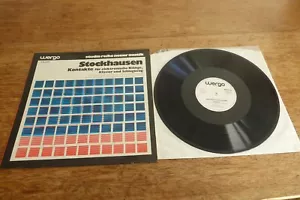 wergo
studio reihe neuer musik
Stockhausen
Kontakte für elektronische Klänge,
Klavier und Schlagzeug
wergo